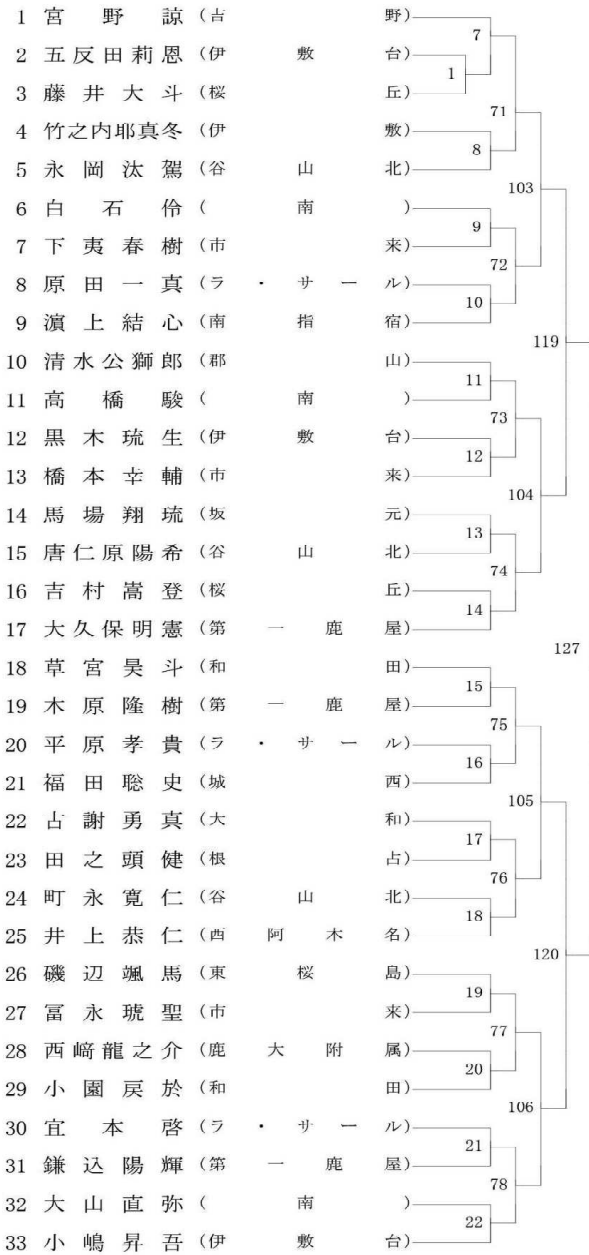 1 宮野諒 (吉野)
2 五反田莉恩 (伊敷台)
3 藤井大斗 (桜丘)
4 竹之内耶真冬 (伊敷)
5 永岡汰駕 (谷山北)
6 白石伶 (南)
7 下夷春樹 (市来)
8 原田一真 (ラ・サール)
9 濵上結心 (南指宿)
10 清水公獅郎 (郡山)
11 高橋駿 (南)
12 黒木琉生 (伊敷台)
13 橋本幸輔 (市来)
14 馬場翔琉 (坂元)
15 唐仁原陽希 (谷山北)
16 吉村嵩登 (桜丘)
17 大久保明憲 (第一鹿屋)
18 草宮昊斗 (和田)
19 木原隆樹 (第一鹿屋)
20 平原孝貴 (ラ・サール)
21 福田聡史 (城西)
22 古謝勇真 (大和)
23 田之頭健 (根占)
24 町永寛仁 (谷山北)
25 井上恭仁 (西阿木名)
26 磯辺颯馬 (東桜島)
27 冨永琥聖 (市来)
28 西﨑龍之介 (鹿大附属)
29 小園戻於 (和田)
30 宜本啓 (ラ・サール)
31 鎌込陽輝 (第一鹿屋)
32 大山直弥 (南)
33 小嶋昇吾 (伊敷台)
7
1
71
8
103
9
72
10
119
11
73
12
104
13
74
14
127
15
75
16
105
17
76
18
120
19
77
20
106
21
78
22